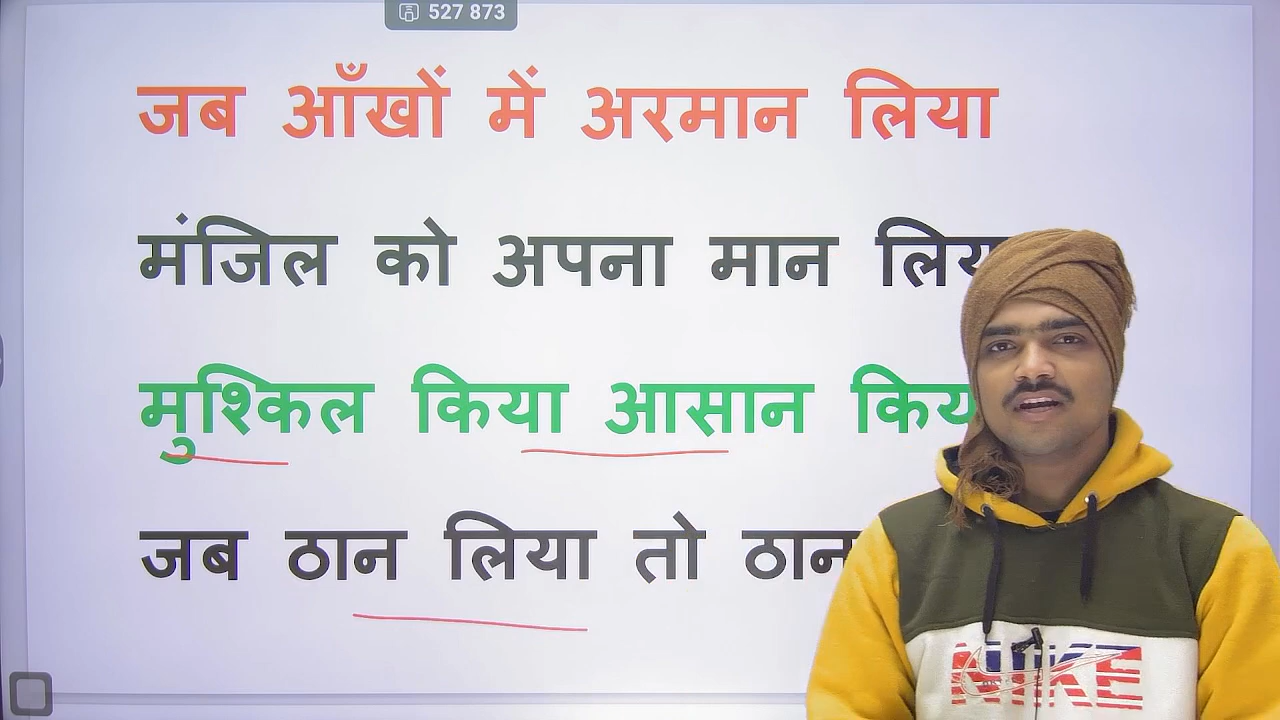 527 873
जब आँखों में अरमान लिया
मंजिल को अपना मान लिय
मुश्किल किया आसान किय
जब ठान लिया तो ठान
NIKE